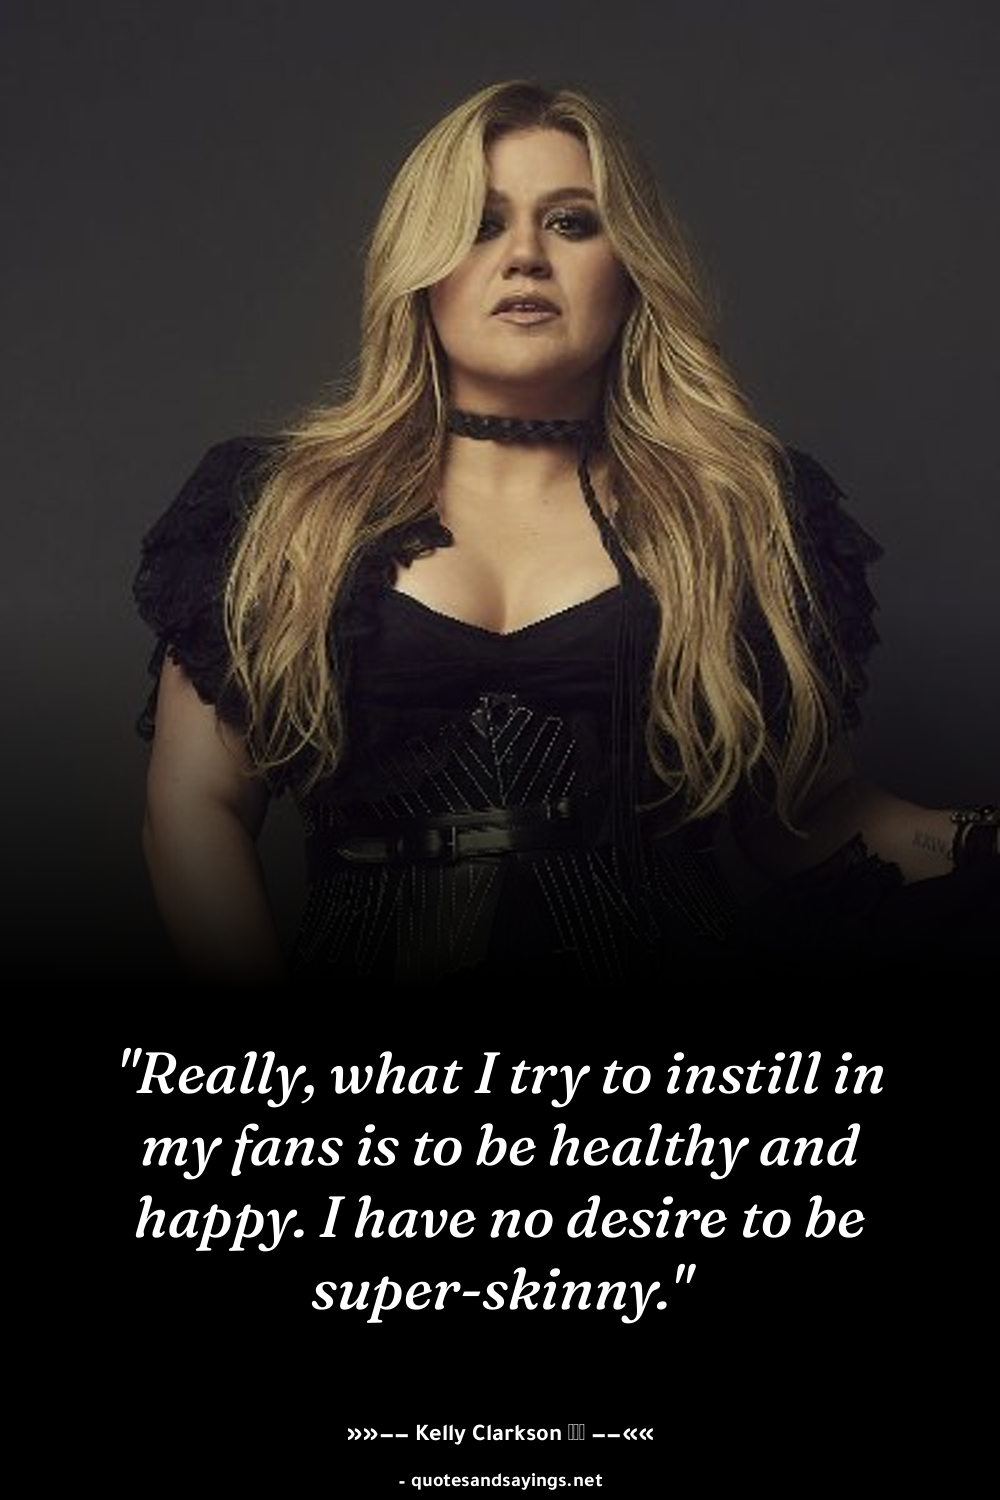 "Really, what I try to instill in
my fans is to be healthy and
happy. I have no desire to be
super-skinny."
»»–– Kelly Clarkson ––««
- quotesandsayings.net